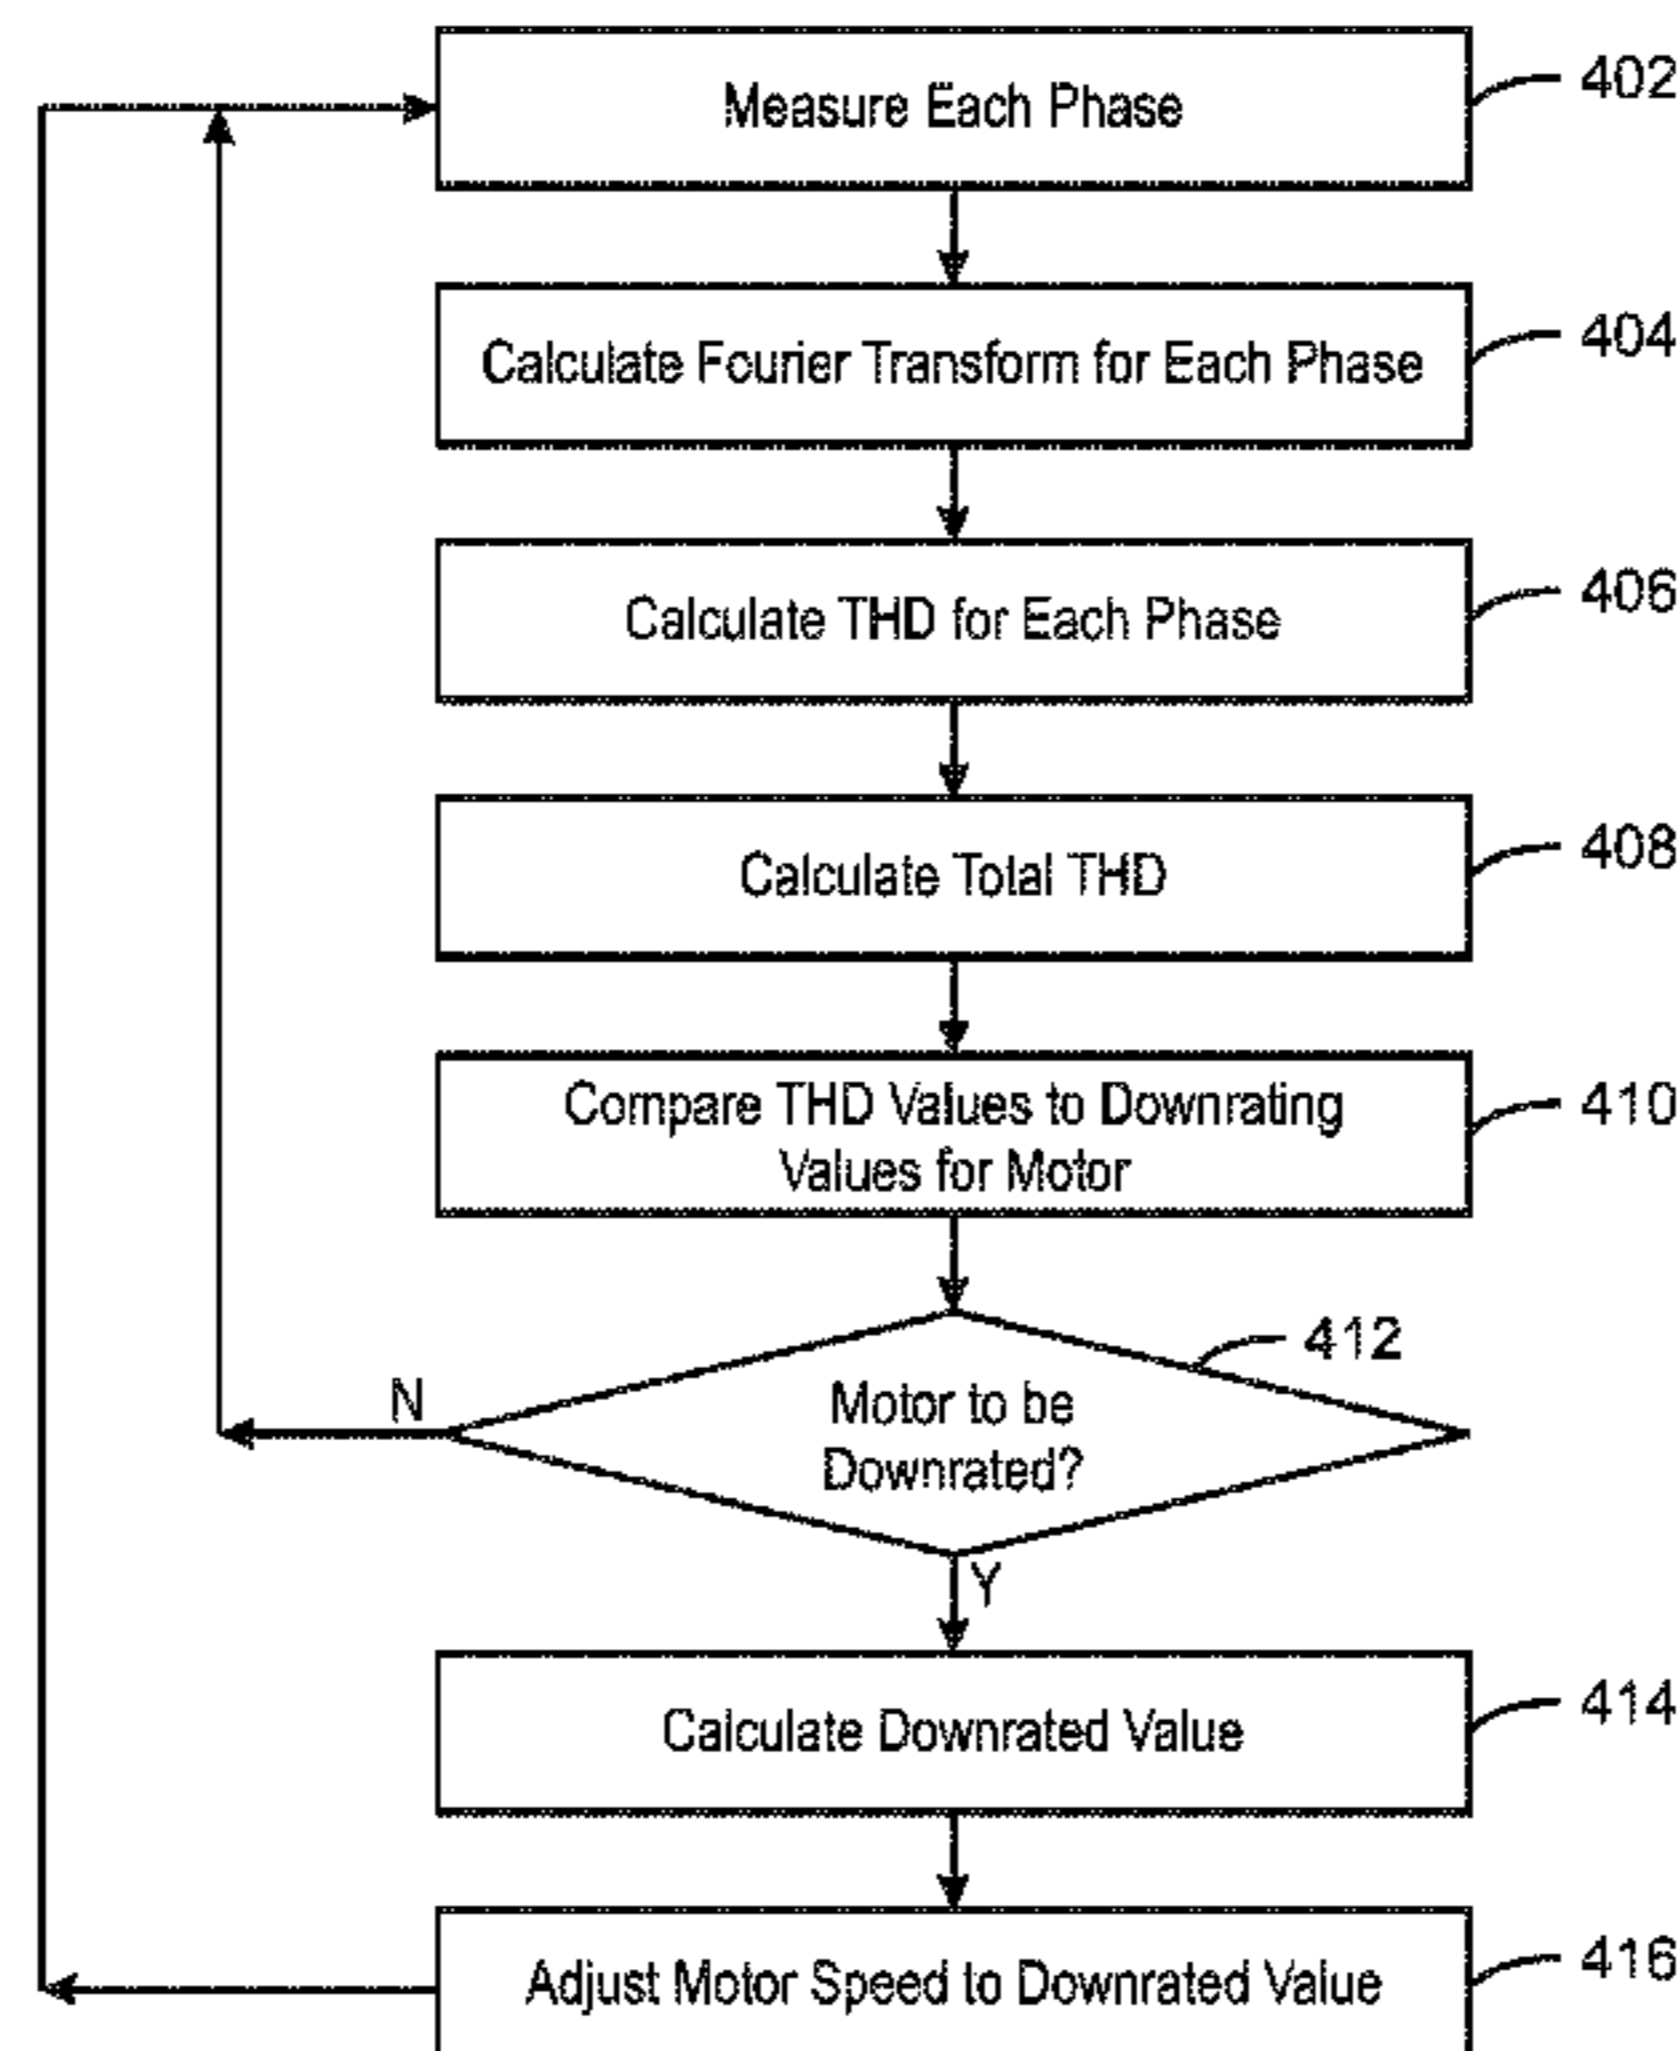 Measure Each Phase
402
Calculate Fourier Transform for Each Phase
404
Calculate THD for Each Phase
406
Calculate Total THD
408
Compare THD Values to Downrating
Values for Motor
410
412
N
Motor to be
Downrated?
Y
Calculate Downrated Value
414
Adjust Motor Speed to Downrated Value
416